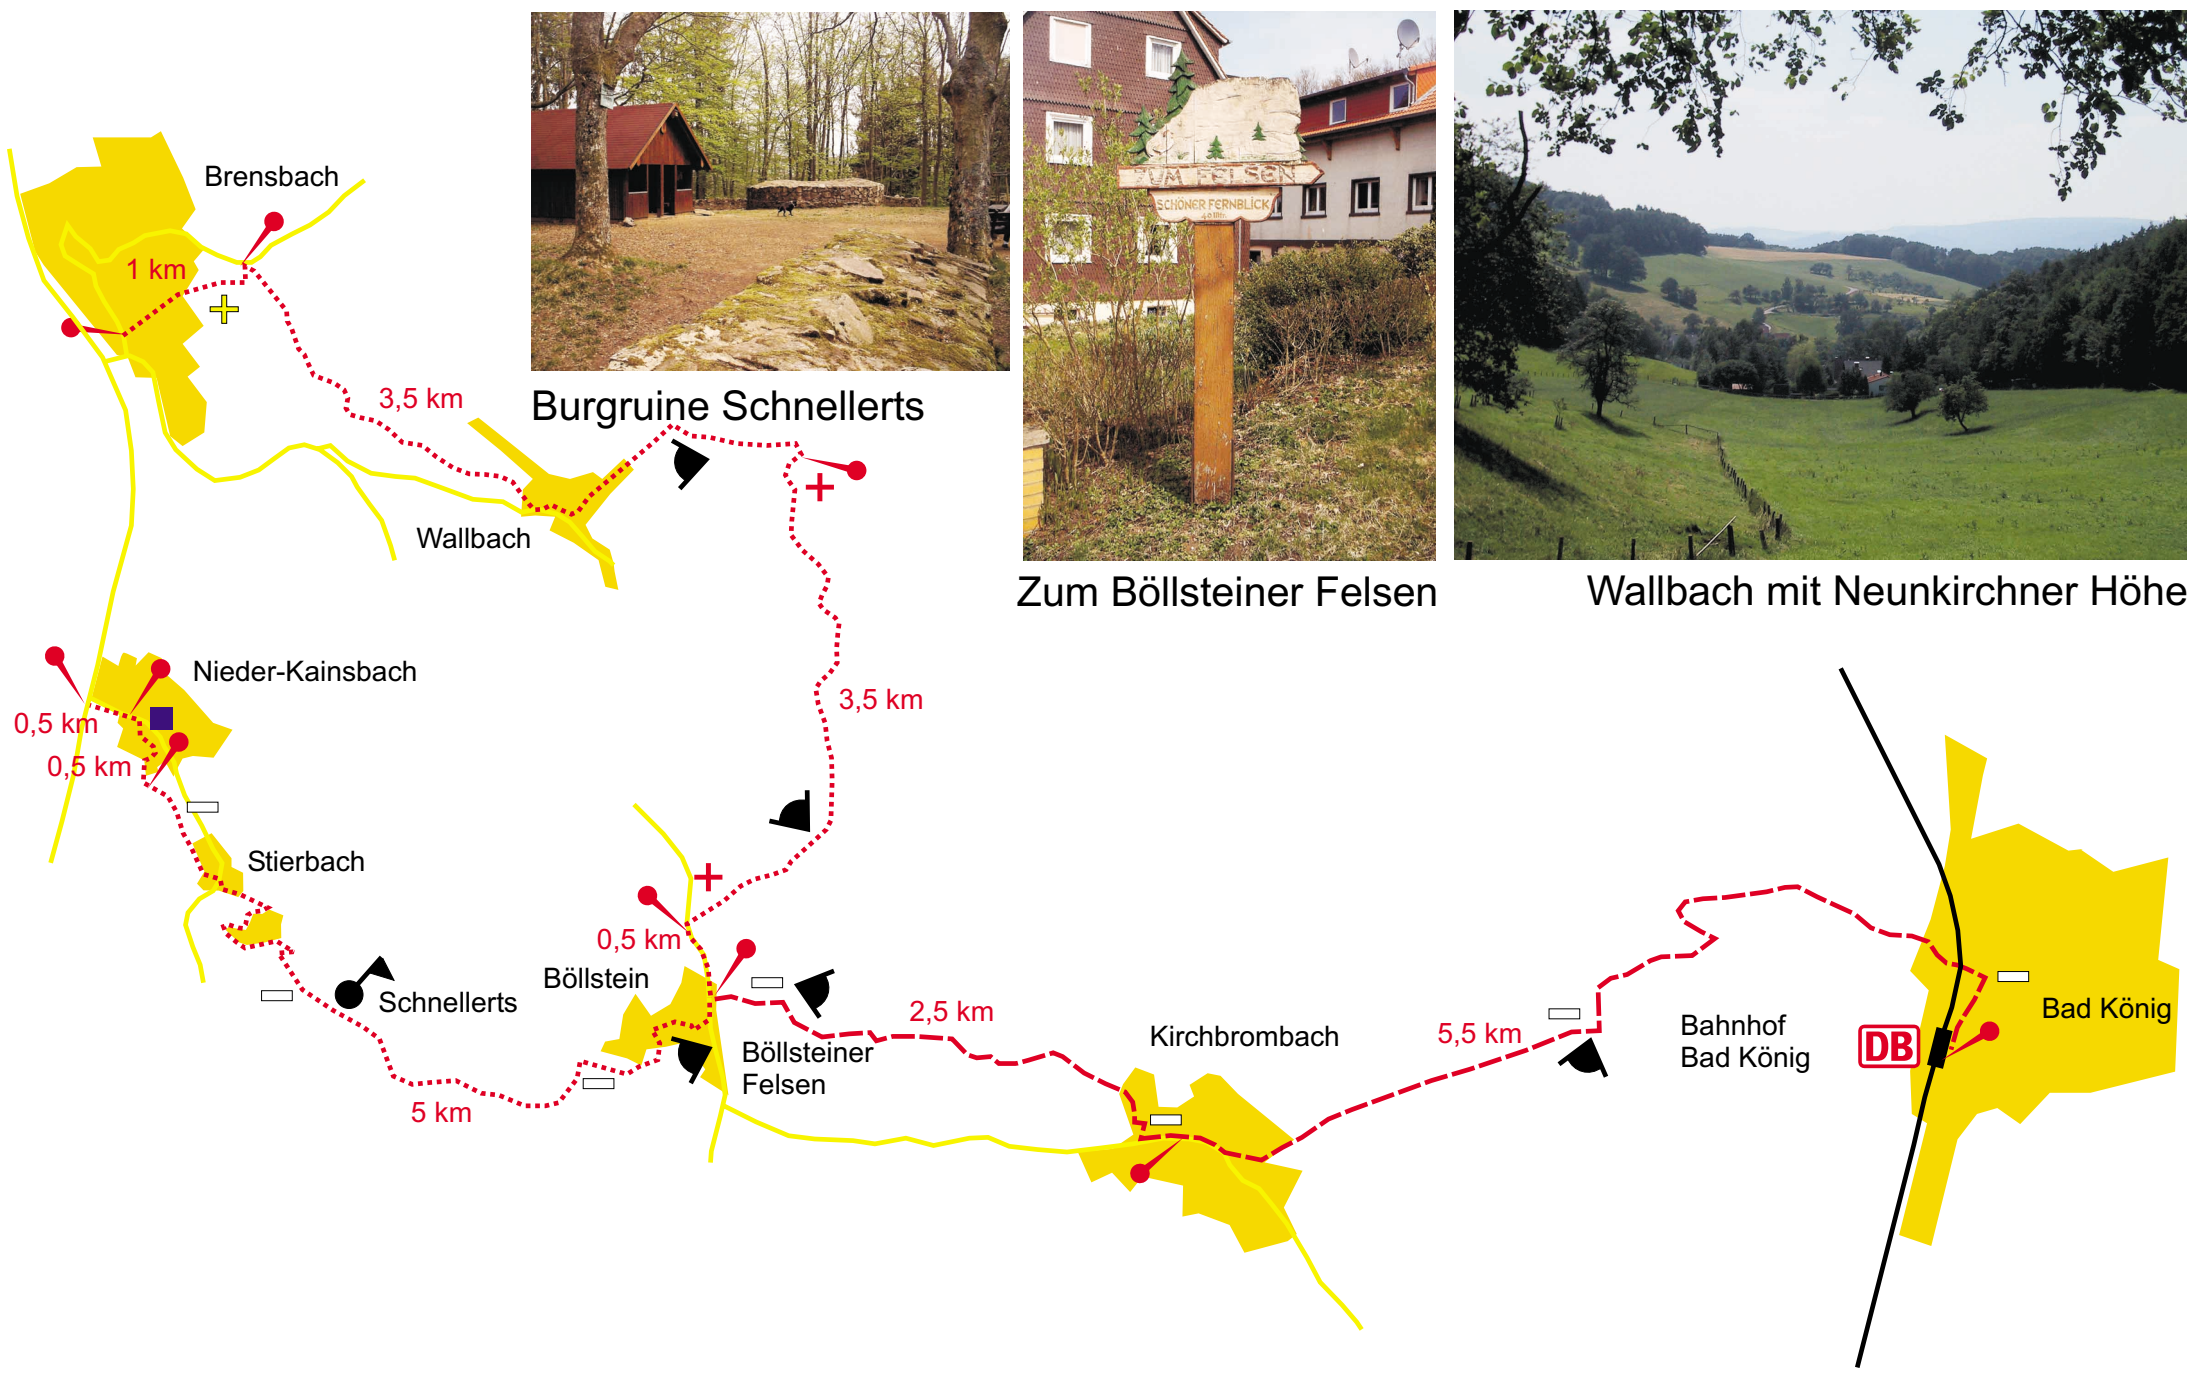 Brensbach
1 km
3,5 km
Burgruine Schnellerts
ZUM FELSEN
SCHÖNER FERNBLICK
40 Mtr.
Zum Böllsteiner Felsen
Wallbach mit Neunkirchner Höhe
Wallbach
Nieder-Kainsbach
0,5 km
0,5 km
3,5 km
Stierbach
Schnellerts
5 km
0,5 km
Böllstein
Böllsteiner
Felsen
2,5 km
Kirchbrombach
5,5 km
Bahnhof
Bad König
DB
Bad König